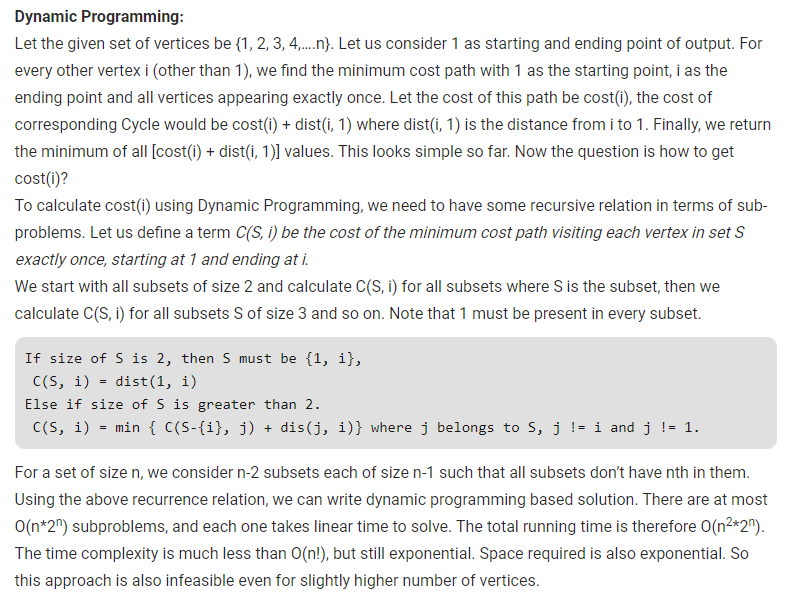 Dynamic Programming:
Let the given set of vertices be {1, 2, 3, 4,….n}. Let us consider 1 as starting and ending point of output. For
every other vertex i (other than 1), we find the minimum cost path with 1 as the starting point, i as the
ending point and all vertices appearing exactly once. Let the cost of this path be cost(i), the cost of
corresponding Cycle would be cost(i) + dist(i, 1) where dist(i, 1) is the distance from i to 1. Finally, we return
the minimum of all [cost(i) + dist(i, 1)] values. This looks simple so far. Now the question is how to get
cost(i)?
To calculate cost(i) using Dynamic Programming, we need to have some recursive relation in terms of sub-
problems. Let us define a term C(S, i) be the cost of the minimum cost path visiting each vertex in set S
exactly once, starting at 1 and ending at i.
We start with all subsets of size 2 and calculate C(S, i) for all subsets where S is the subset, then we
calculate C(S, i) for all subsets S of size 3 and so on. Note that 1 must be present in every subset.
If size of S is 2, then S must be {1, i},
C(S, i) = dist(1, i)
Else if size of S is greater than 2.
C(S, i) = min { C(S-{i}, j) + dis(j, i)} where j belongs to S, j != i and j != 1.
For a set of size n, we consider n-2 subsets each of size n-1 such that all subsets don’t have nth in them.
Using the above recurrence relation, we can write dynamic programming based solution. There are at most
O(n*2ⁿ) subproblems, and each one takes linear time to solve. The total running time is therefore O(n²*2ⁿ).
The time complexity is much less than O(n!), but still exponential. Space required is also exponential. So
this approach is also infeasible even for slightly higher number of vertices.